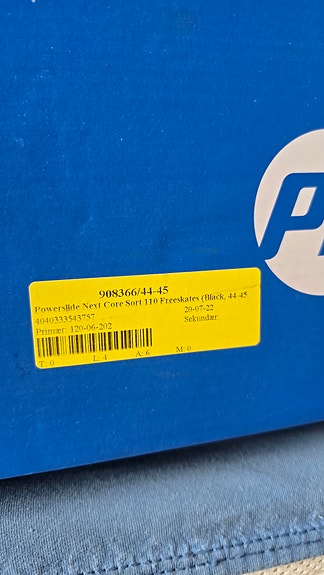 908366/44-45
Powerslide Next Core Sort 110 Freeskates (Black, 44-45
4040333543757 20-07-22
Primær: 120-06-202 Sekundær:
T: 0 L: 4 A: 6 M: 0